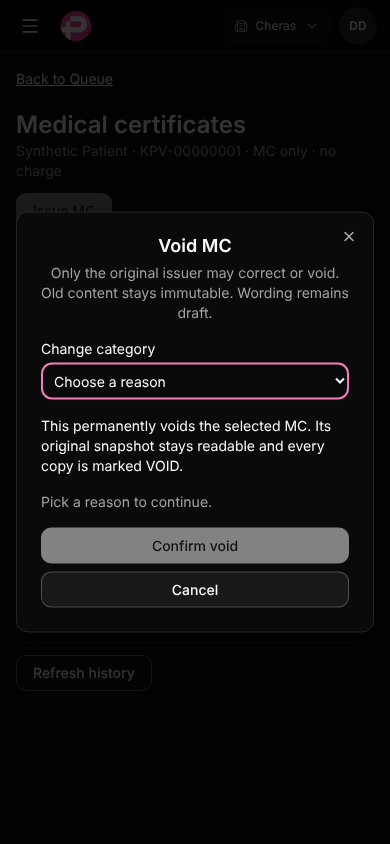 Cheras
DD
Back to Queue
Medical certificates
Synthetic Patient · KPV-00000001 · MC only · no
charge
Issue MC
Void MC
Only the original issuer may correct or void.
Old content stays immutable. Wording remains
draft.
Change category
Choose a reason
This permanently voids the selected MC. Its
original snapshot stays readable and every
copy is marked VOID.
Pick a reason to continue.
Confirm void
Cancel
Refresh history